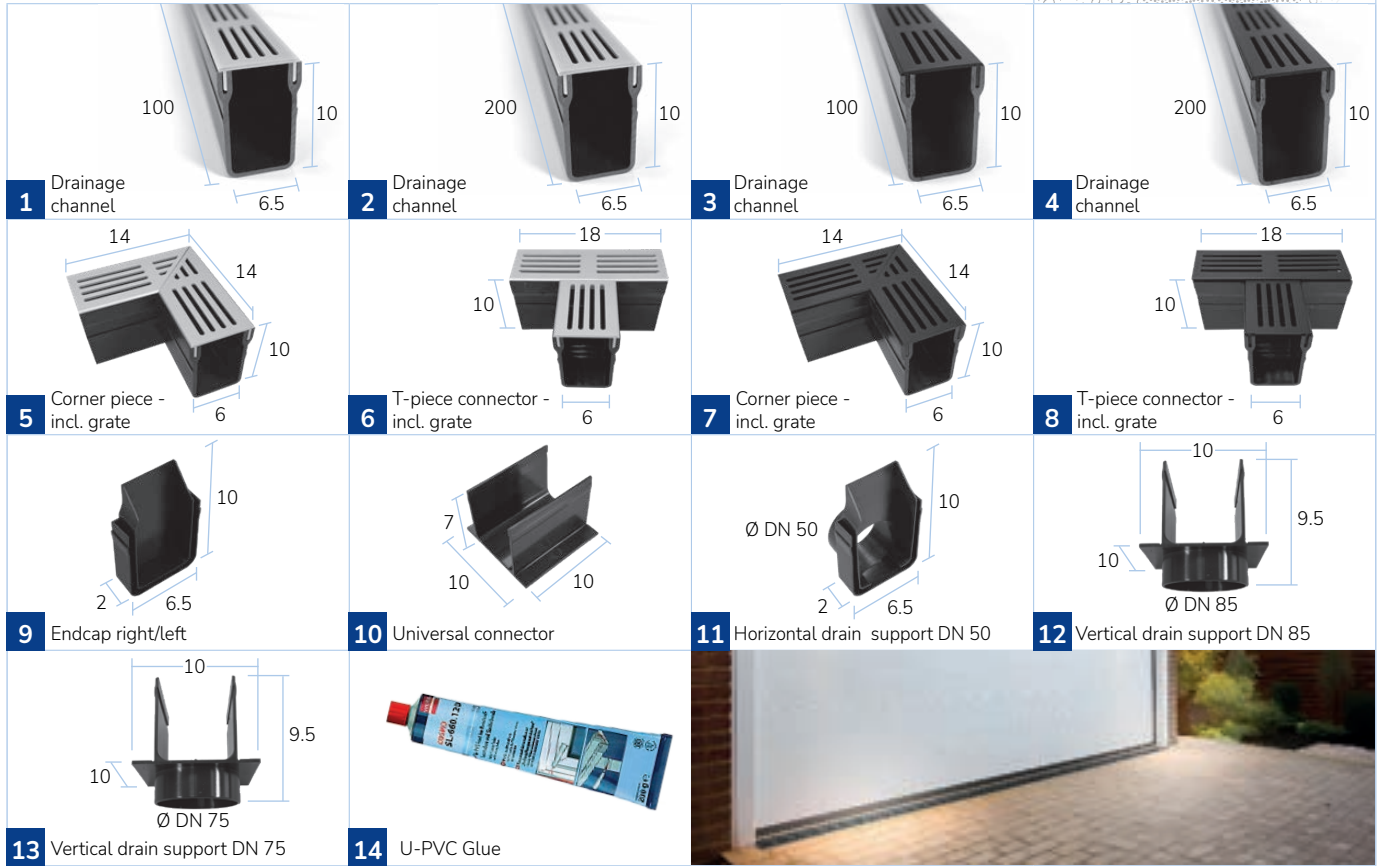 100
10
6.5
1 Drainage
channel
200
10
6.5
2 Drainage
channel
100
10
6.5
3 Drainage
channel
200
10
6.5
4 Drainage
channel
14
14
10
6
5 Corner piece -
incl. grate
18
10
6
6 T-piece connector -
incl. grate
14
14
10
6
7 Corner piece -
incl. grate
18
10
6
8 T-piece connector -
incl. grate
10
2
6.5
9 Endcap right/left
7
10
10
10 Universal connector
Ø DN 50
10
2
6.5
11 Horizontal drain support DN 50
10
9.5
10
Ø DN 85
12 Vertical drain support DN 85
10
9.5
10
Ø DN 75
13 Vertical drain support DN 75
SL-660.120
14 U-PVC Glue